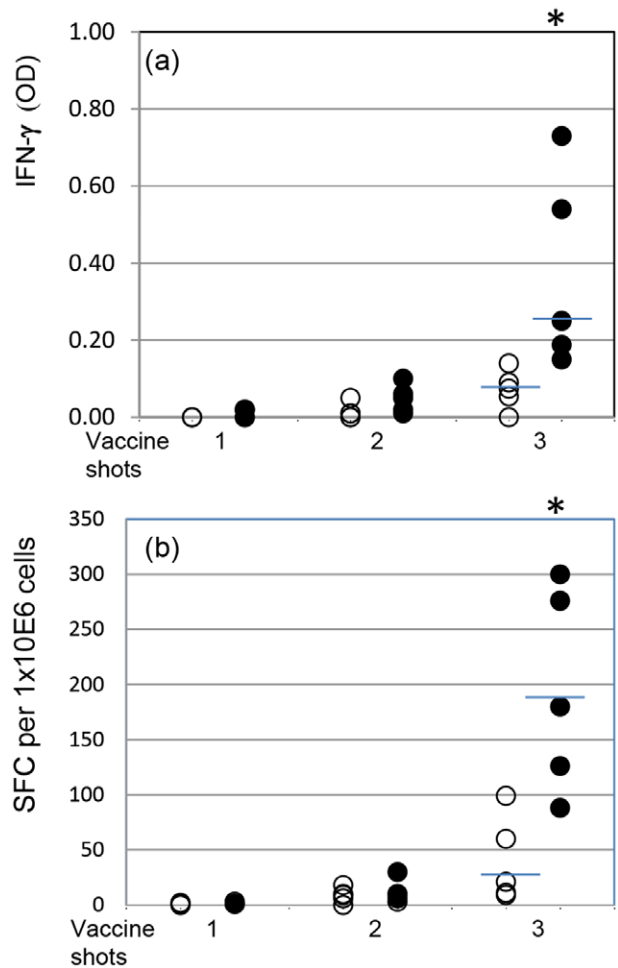 *
1.00
(a)
0.80
0.60
0.40
0.20
0.00
IFN-γ (OD)
Vaccine shots
1 2 3
*
350
(b)
300
250
200
150
100
50
0
SFC per 1x10E6 cells
Vaccine shots
1 2 3